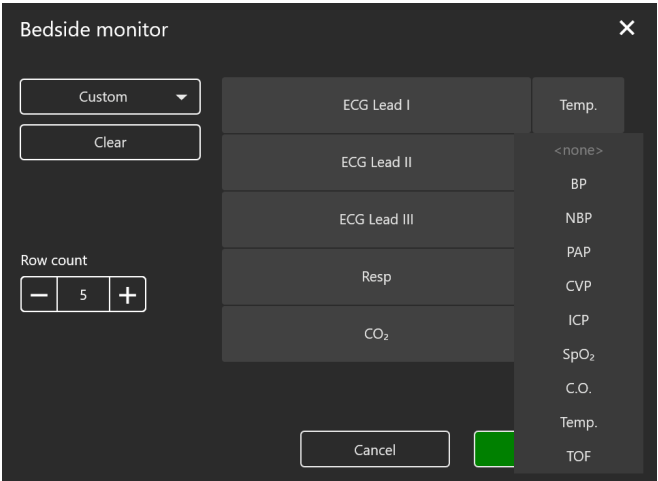 Bedside monitor
Custom
Clear
Row count
5
ECG Lead I
Temp.
ECG Lead II
ECG Lead III
Resp
CO₂
<none>
BP
NBP
PAP
CVP
ICP
SpO₂
C.O.
Temp.
TOF
Cancel